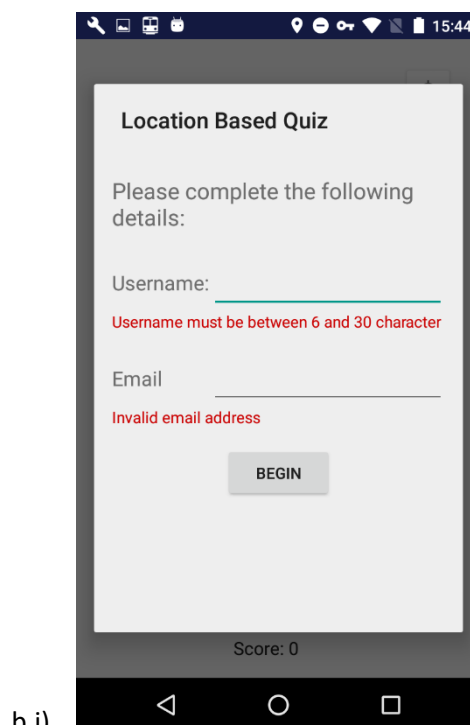 15:44
Location Based Quiz
Please complete the following
details:
Username:
Username must be between 6 and 30 character
Email
Invalid email address
BEGIN
Score: 0
b i)